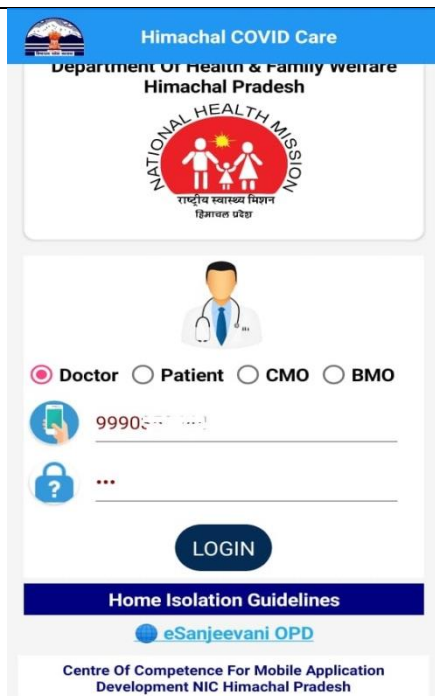 Himachal COVID Care
Department Of Health & Family Welfare
Himachal Pradesh
NATIONAL HEALTH MISSION
राष्ट्रीय स्वास्थ्य मिशन
हिमाचल प्रदेश
Doctor Patient CMO BMO
9990
•••
LOGIN
Home Isolation Guidelines
eSanjeevani OPD
Centre Of Competence For Mobile Application
Development NIC Himachal Pradesh